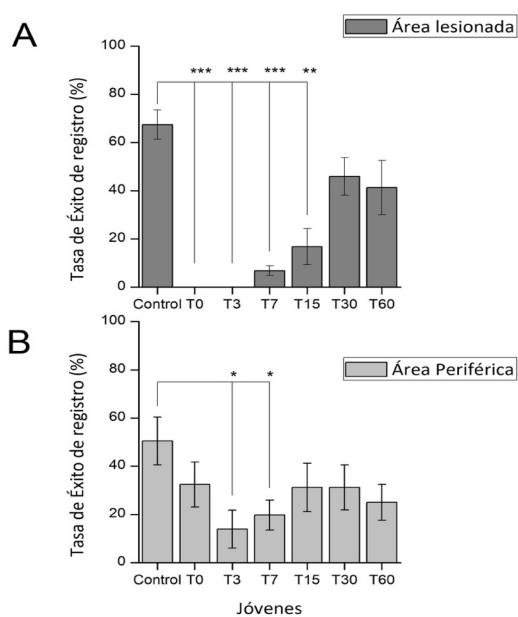 A
Área lesionada
Tasa de Éxito de registro (%)
100
80
60
40
20
0
*** *** *** **
Control T0 T3 T7 T15 T30 T60
B
Área Periférica
Tasa de Éxito de registro (%)
100
80
60
40
20
0
* *
Control T0 T3 T7 T15 T30 T60
Jóvenes